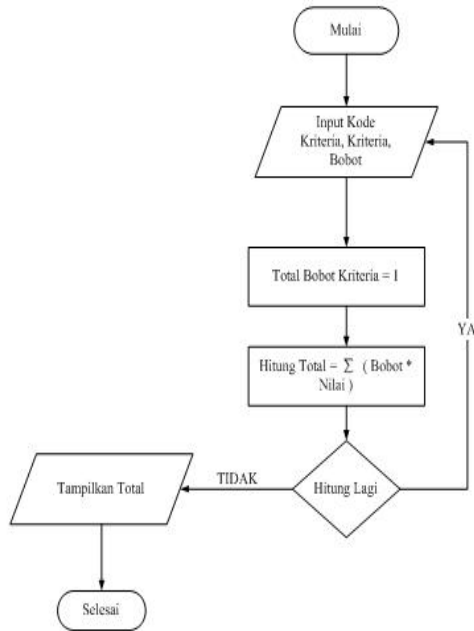 Mulai
Input Kode
Kriteria, Kriteria,
Bobot
Total Bobot Kriteria = 1
YA
Hitung Total = Σ ( Bobot *
Nilai )
Hitung Lagi
TIDAK
Tampilkan Total
Selesai